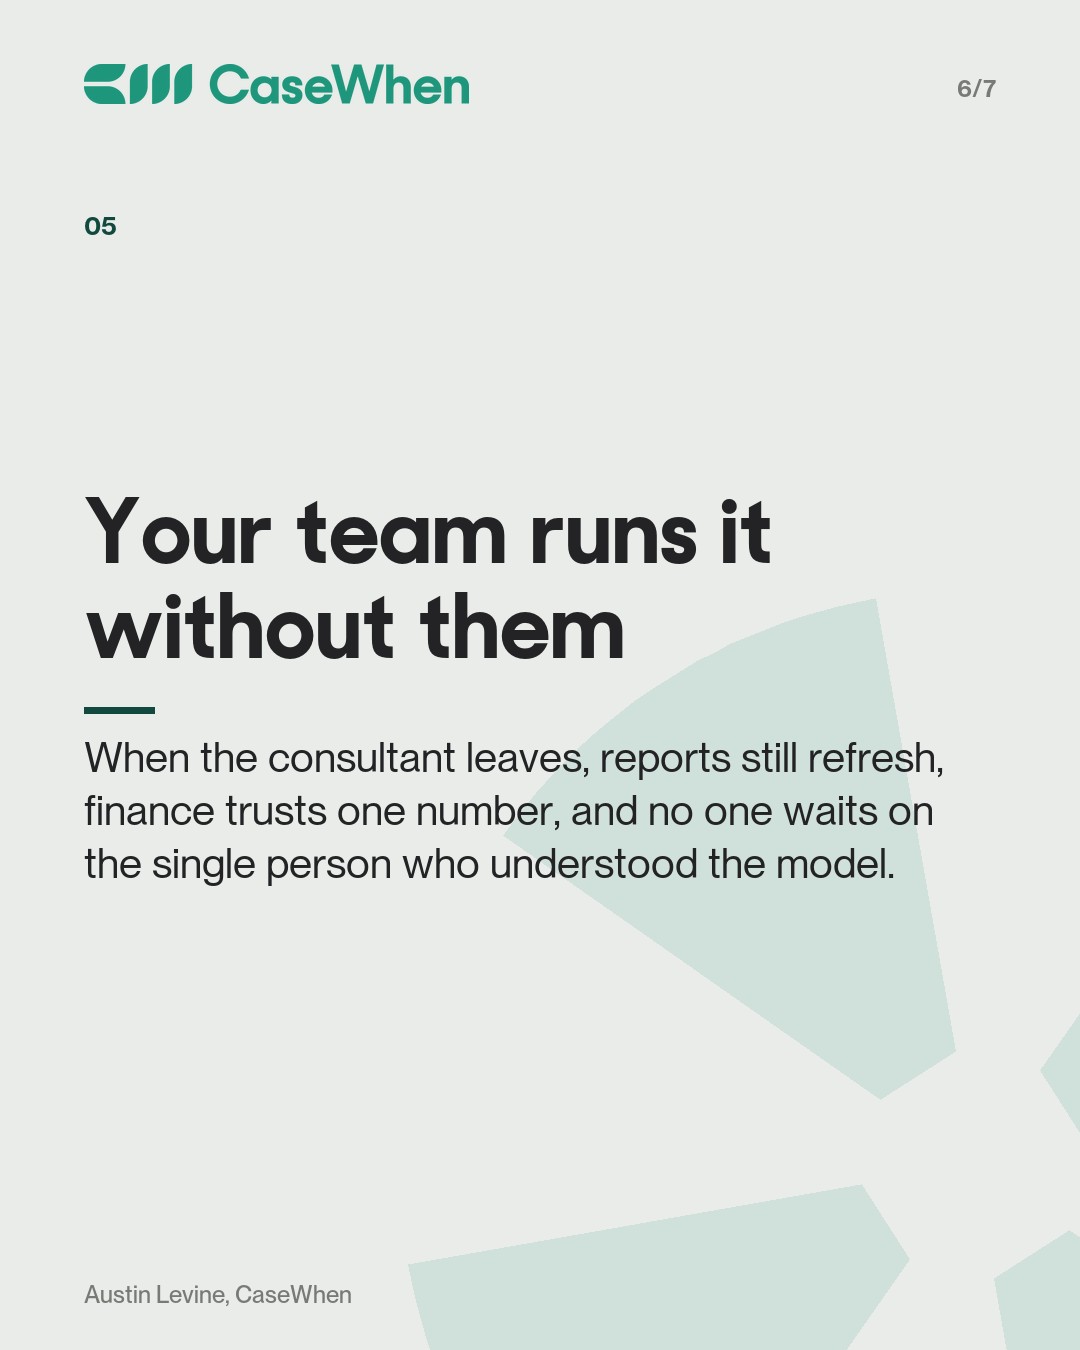 CaseWhen
6/7
05
Your team runs it
without them
When the consultant leaves, reports still refresh,
finance trusts one number, and no one waits on
the single person who understood the model.
Austin Levine, CaseWhen